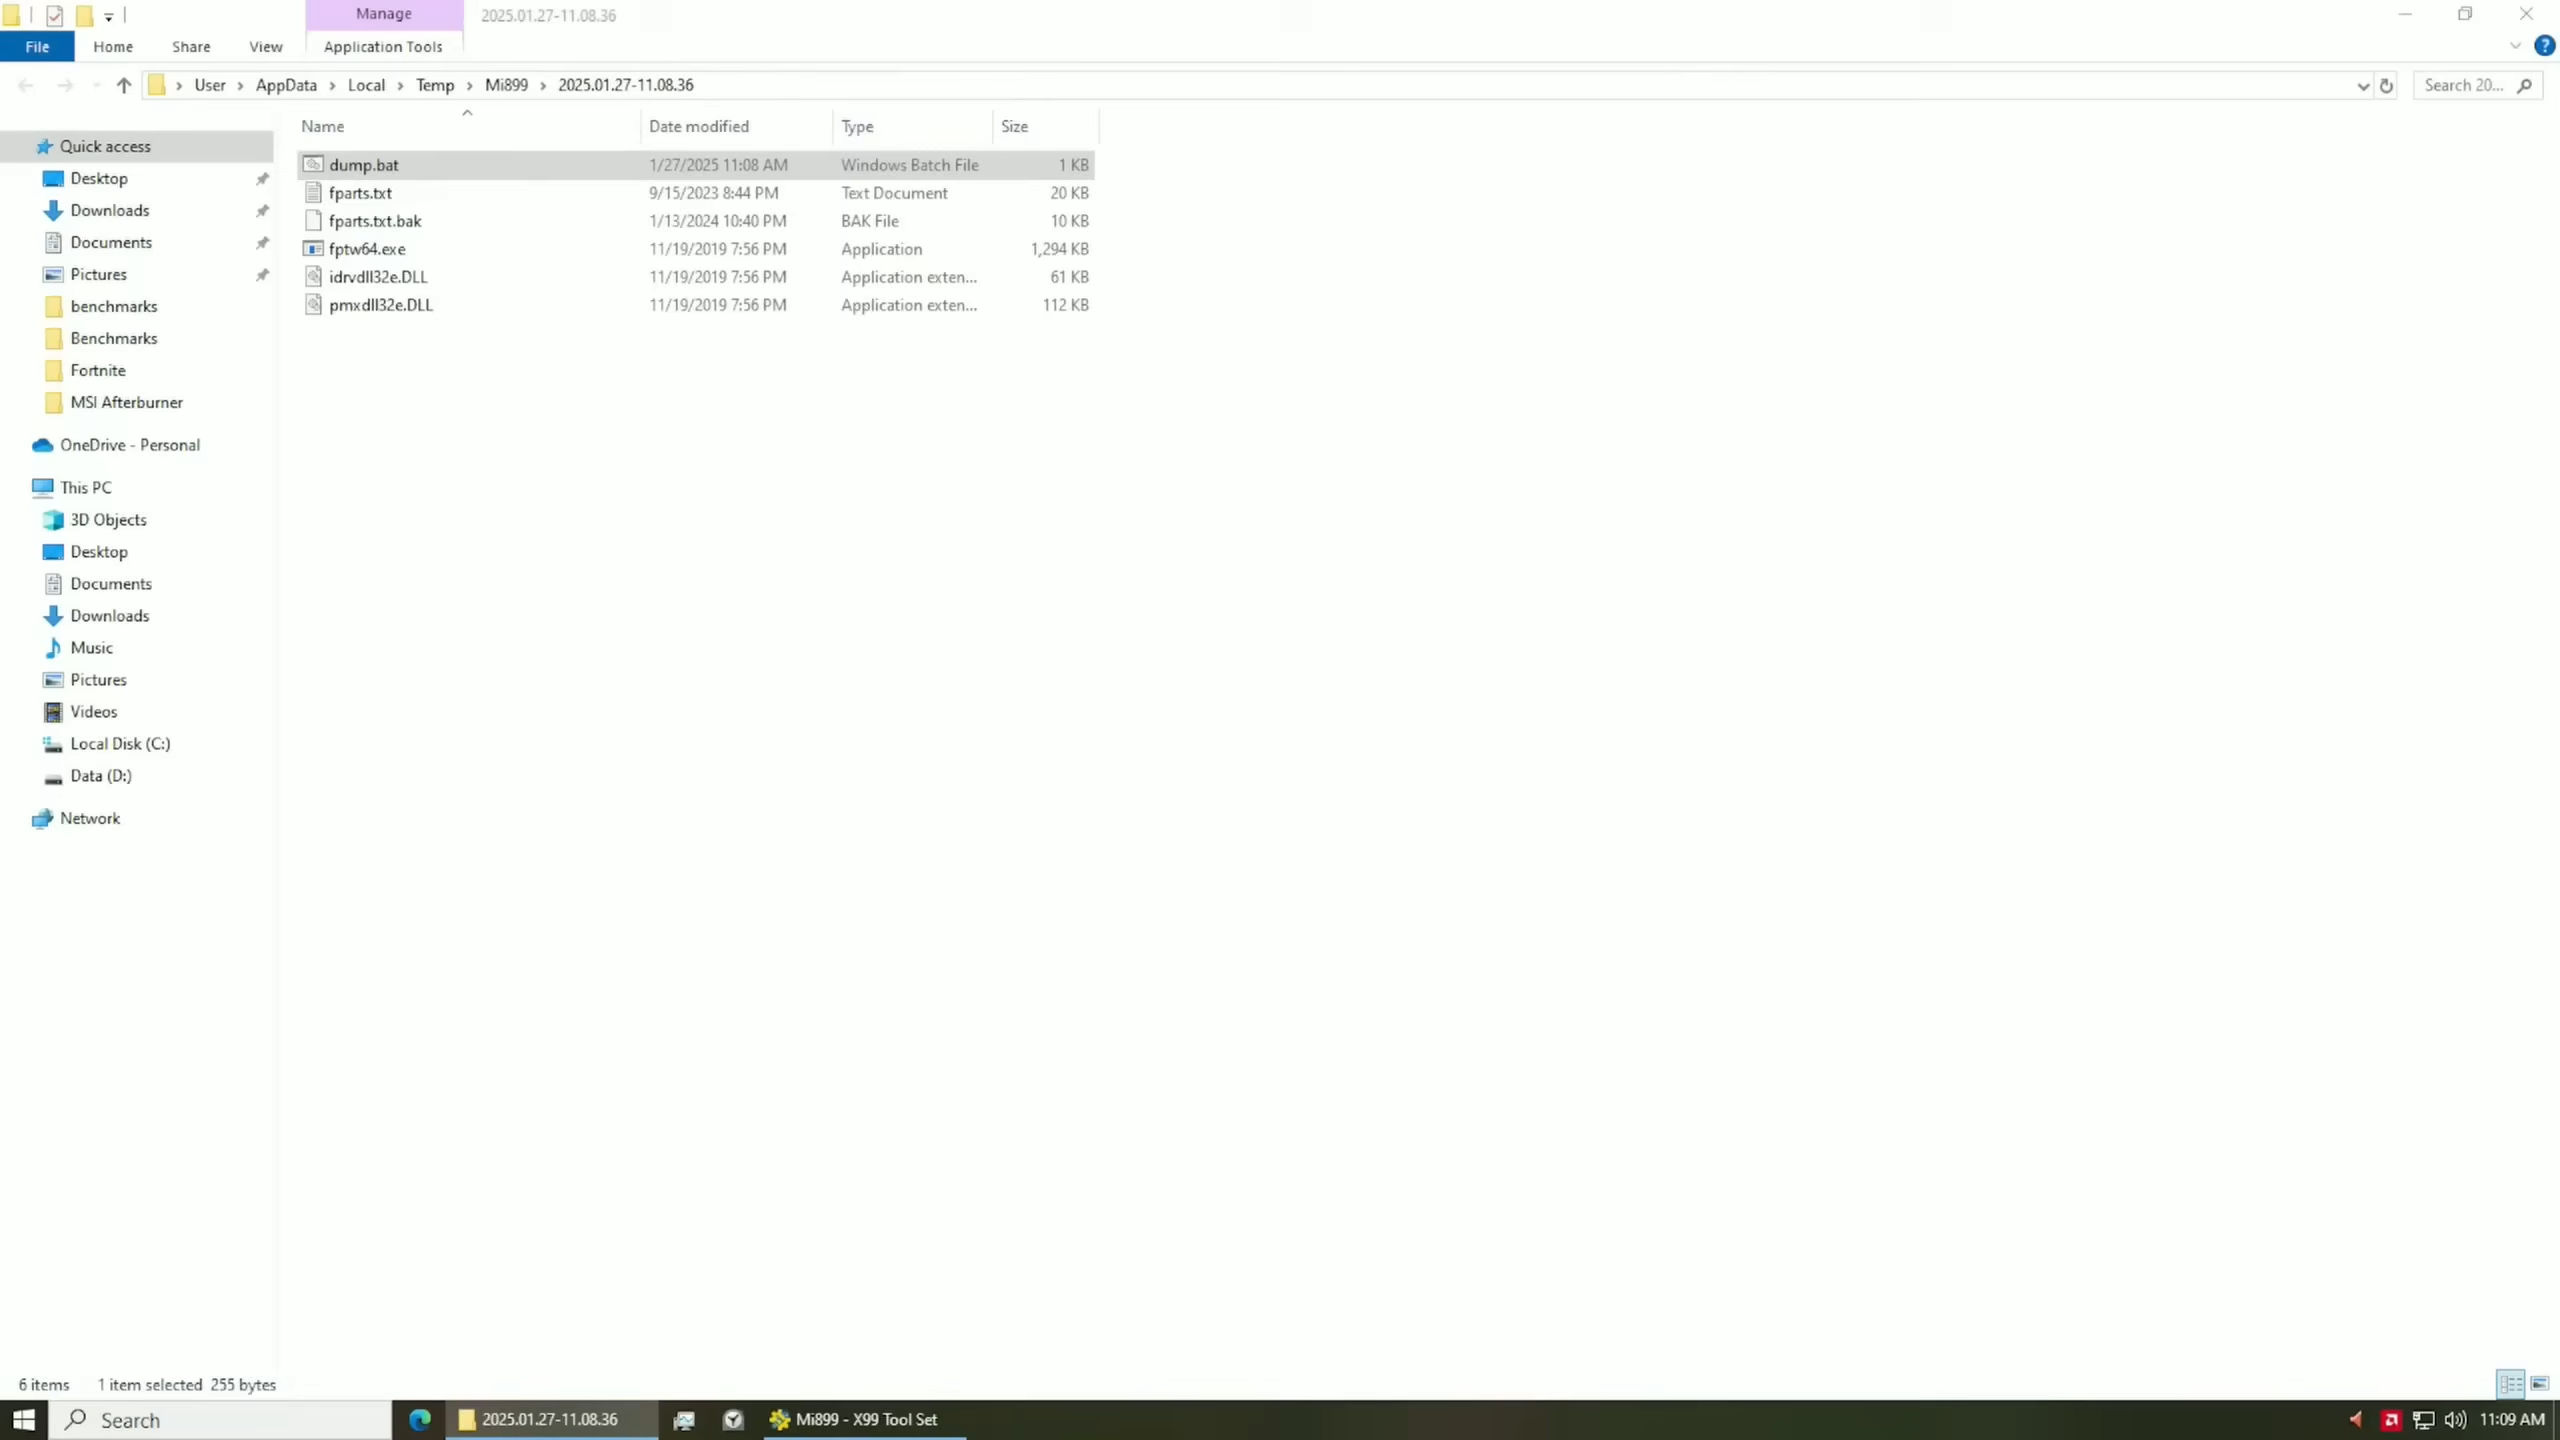 Manage
2025.01.27-11.08.36
File Home Share View Application Tools
User › AppData › Local › Temp › Mi899 › 2025.01.27-11.08.36
Search 20...
Name Date modified Type Size
Quick access
dump.bat 1/27/2025 11:08 AM Windows Batch File 1 KB
Desktop
fparts.txt 9/15/2023 8:44 PM Text Document 20 KB
Downloads
fparts.txt.bak 1/13/2024 10:40 PM BAK File 10 KB
Documents
fptw64.exe 11/19/2019 7:56 PM Application 1,294 KB
Pictures
idrvdll32e.DLL 11/19/2019 7:56 PM Application exten... 61 KB
benchmarks
pmxdll32e.DLL 11/19/2019 7:56 PM Application exten... 112 KB
Benchmarks
Fortnite
MSI Afterburner
OneDrive - Personal
This PC
3D Objects
Desktop
Documents
Downloads
Music
Pictures
Videos
Local Disk (C:)
Data (D:)
Network
6 items 1 item selected 255 bytes
Search
2025.01.27-11.08.36
Mi899 - X99 Tool Set
11:09 AM